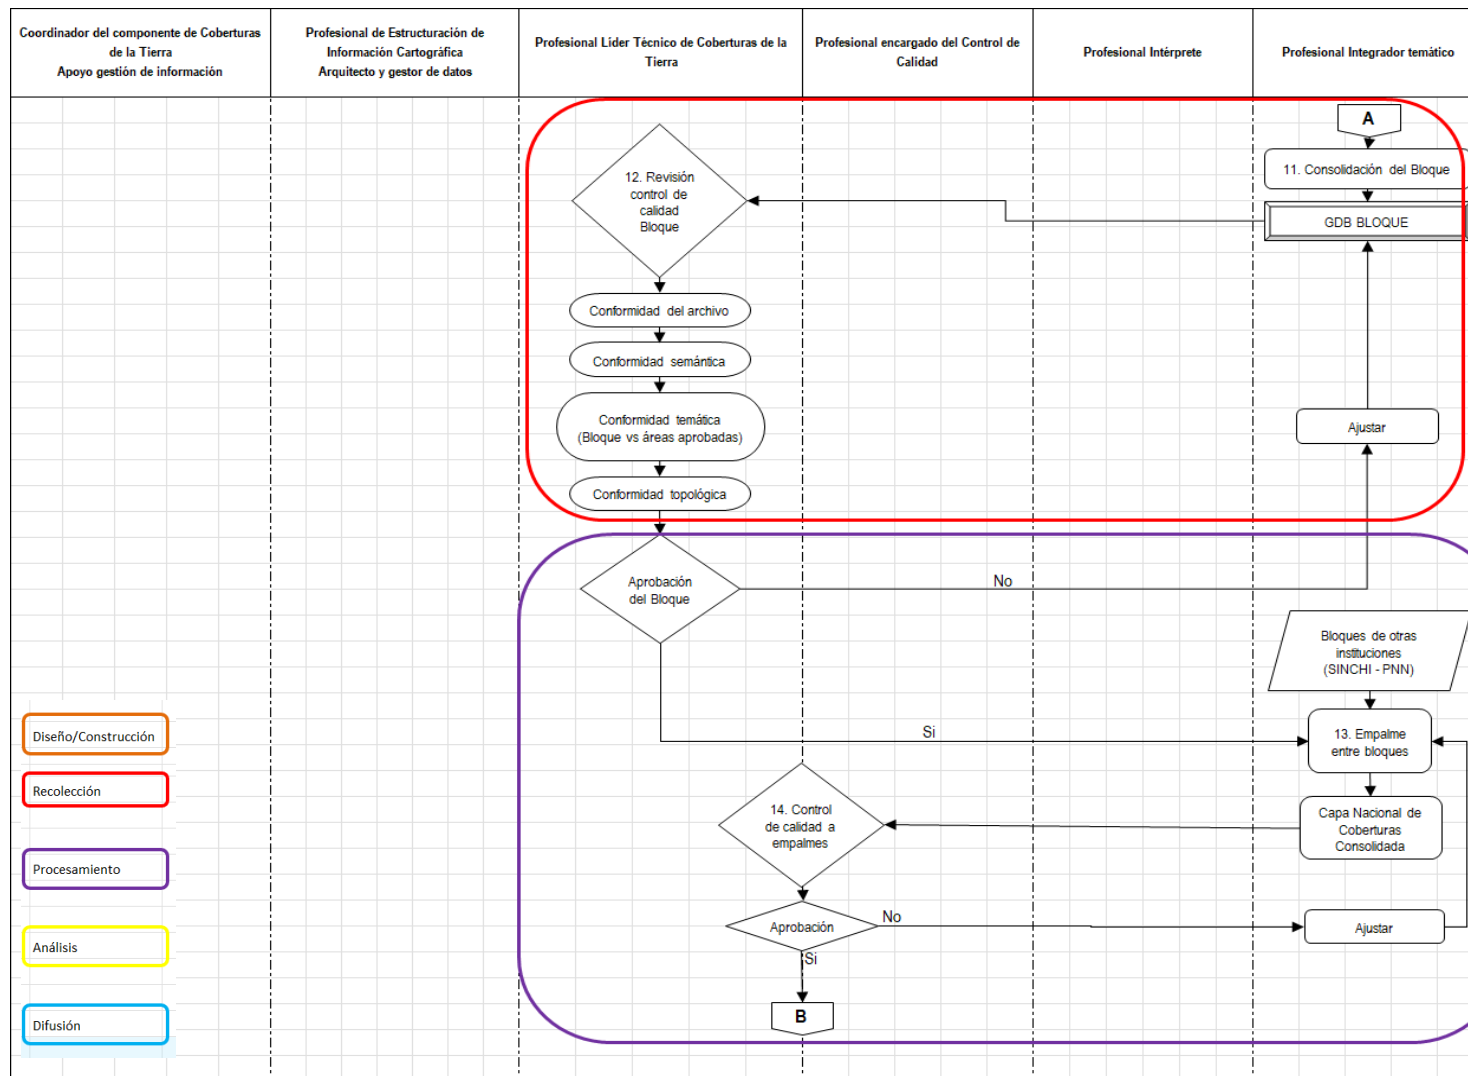 Coordinador del componente de Coberturas
de la Tierra
Apoyo gestión de información
Profesional de Estructuración de
Información Cartográfica
Arquitecto y gestor de datos
Profesional Lider Técnico de Coberturas de la
Tierra
Profesional encargado del Control de
Calidad
Profesional Intérprete
Profesional Integrador temático
A
11. Consolidación del Bloque
GDB BLOQUE
12. Revisión
control de
calidad
Bloque
Conformidad del archivo
Conformidad semántica
Conformidad temática
(Bloque vs áreas aprobadas)
Conformidad topológica
Ajustar
Aprobación
del Bloque
No
Bloques de otras
instituciones
(SINCHI - PNN)
Si
13. Empalme
entre bloques
14. Control
de calidad a
empalmes
Capa Nacional de
Coberturas
Consolidada
Aprobación
No
Ajustar
Si
B
Diseño/Construcción
Recolección
Procesamiento
Análisis
Difusión